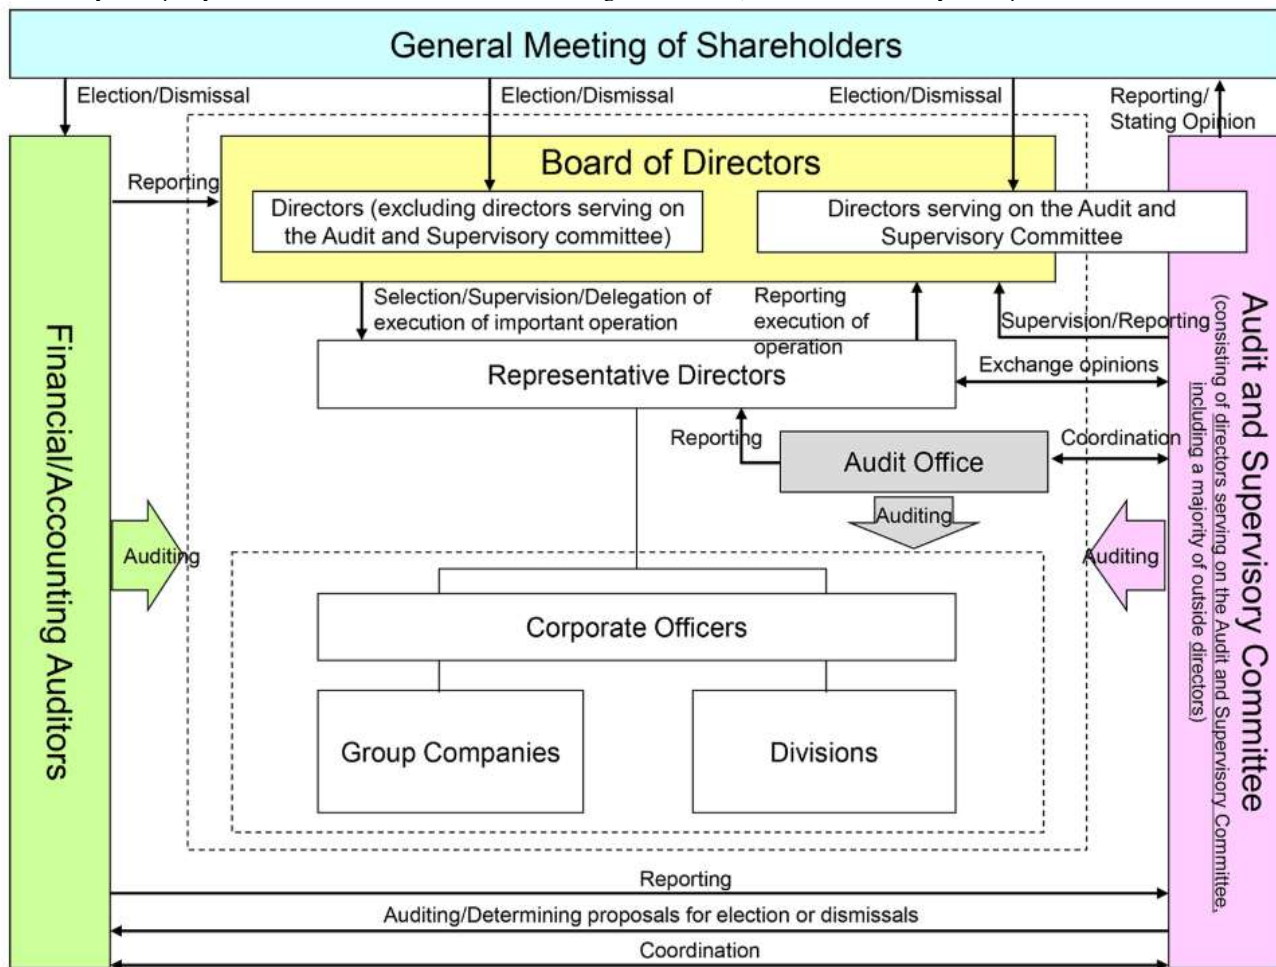 General Meeting of Shareholders
Election/Dismissal
Election/Dismissal
Election/Dismissal
Reporting/
Stating Opinion
Board of Directors
Reporting
Directors (excluding directors serving on
the Audit and Supervisory committee)
Directors serving on the Audit and
Supervisory Committee
Selection/Supervision/Delegation of
execution of important operation
Reporting
execution of
operation
Supervision/Reporting
Representative Directors
Exchange opinions
Reporting
Audit Office
Coordination
Auditing
Auditing
Auditing
Financial/Accounting Auditors
Audit and Supervisory Committee
(consisting of directors serving on the Audit and Supervisory Committee,
including a majority of outside directors)
Corporate Officers
Group Companies
Divisions
Reporting
Auditing/Determining proposals for election or dismissals
Coordination